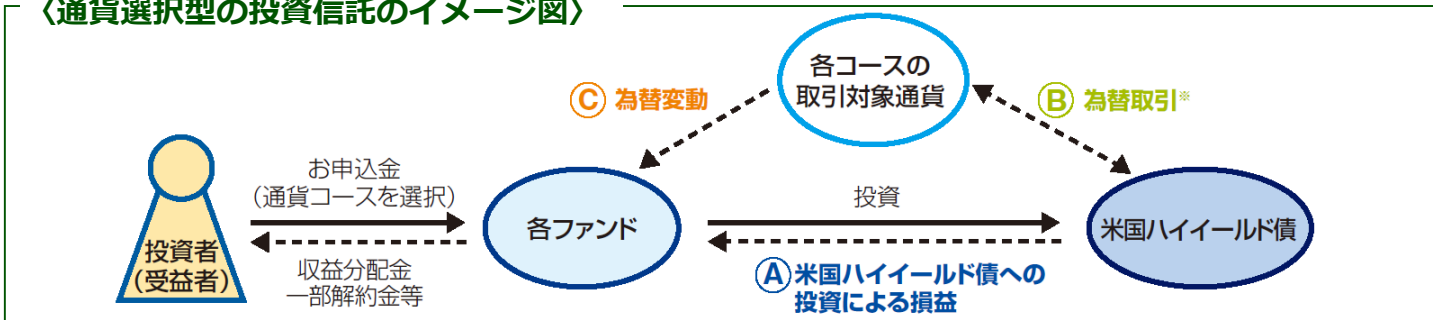 〈通貨選択型の投資信託のイメージ図〉
各コースの
取引対象通貨
Ⓒ 為替変動
Ⓑ 為替取引※
お申込金
(通貨コースを選択)
投資
投資者
(受益者)
各ファンド
米国ハイイールド債
収益分配金
一部解約金等
Ⓐ 米国ハイイールド債への
投資による損益